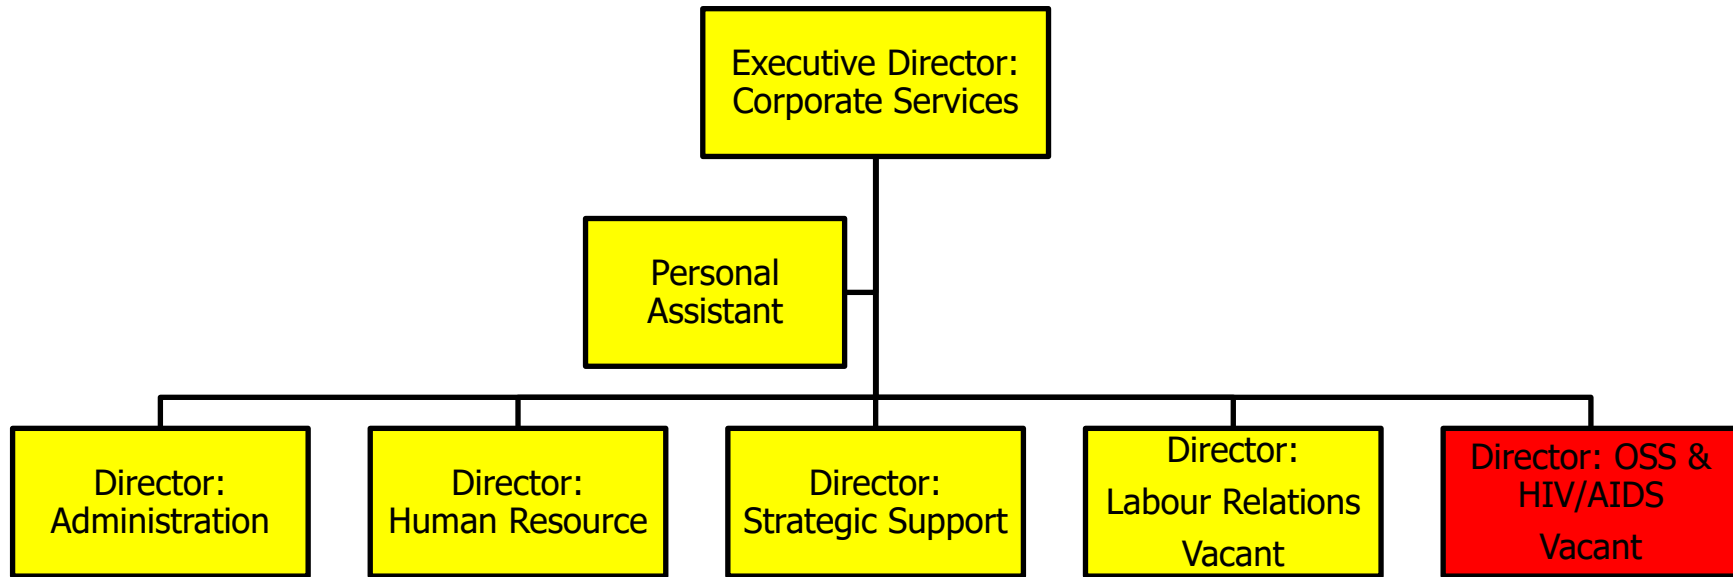 Executive Director:
Corporate Services
Personal
Assistant
Director:
Administration
Director:
Human Resource
Director:
Strategic Support
Director:
Labour Relations
Vacant
Director: OSS &
HIV/AIDS
Vacant